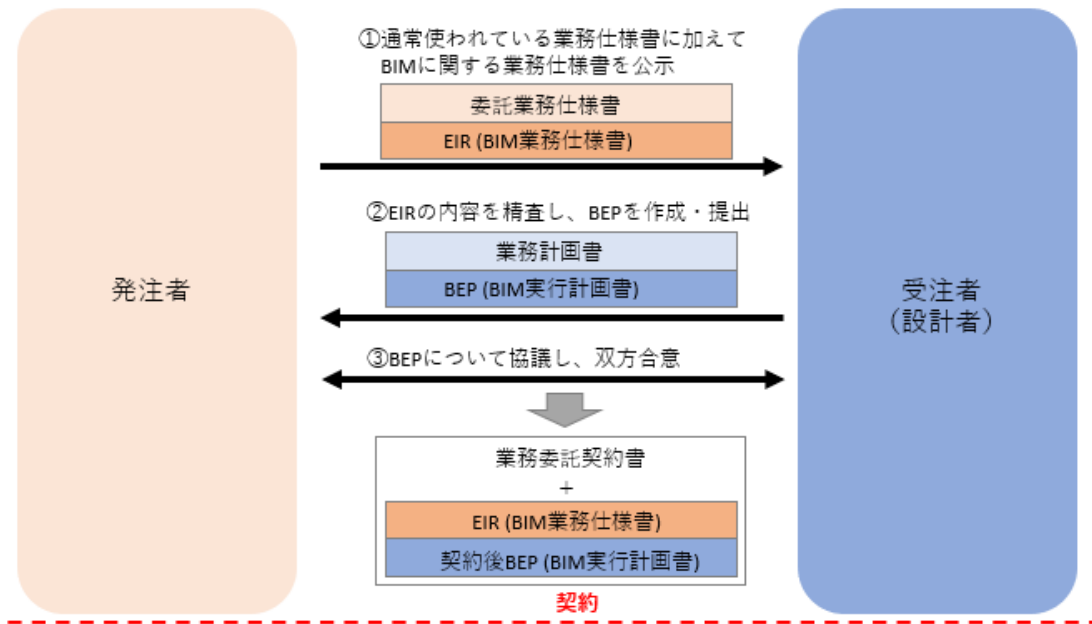 ①通常使われている業務仕様書に加えて
BIMに関する業務仕様書を公示
委託業務仕様書
EIR (BIM業務仕様書)
②EIRの内容を精査し、BEPを作成・提出
業務計画書
BEP (BIM実行計画書)
発注者
受注者
（設計者）
③BEPについて協議し、双方合意
業務委託契約書
+
EIR (BIM業務仕様書)
契約後BEP (BIM実行計画書)
契約